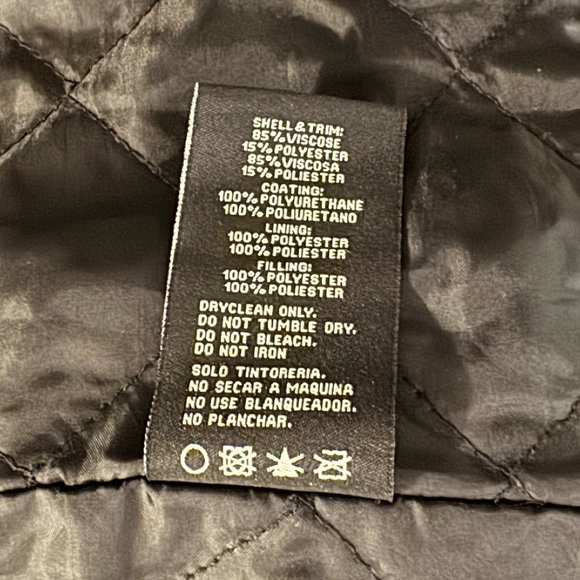 SHELL & TRIM:
85% VISCOSE
15% POLYESTER
85% VISCOSA
15% POLIESTER
COATING:
100% POLYURETHANE
100% POLIURETANO
LINING:
100% POLYESTER
100% POLIESTER
FILLING:
100% POLYESTER
100% POLIESTER
DRYCLEAN ONLY.
DO NOT TUMBLE DRY.
DO NOT BLEACH.
DO NOT IRON
SOLO TINTORERIA.
NO SECAR A MAQUINA
NO USE BLANQUEADOR.
NO PLANCHAR.